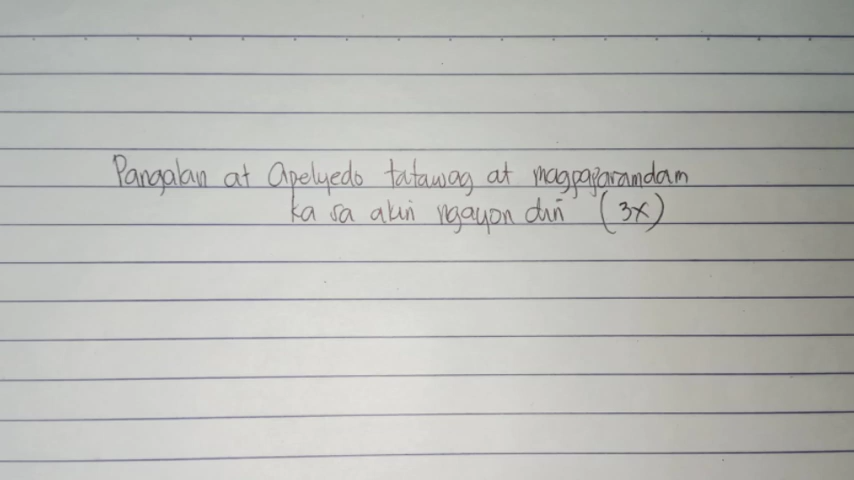 Pangalan at Apelyedo tatawag at magpaparamdam
ka sa akin ngayon din (3x)